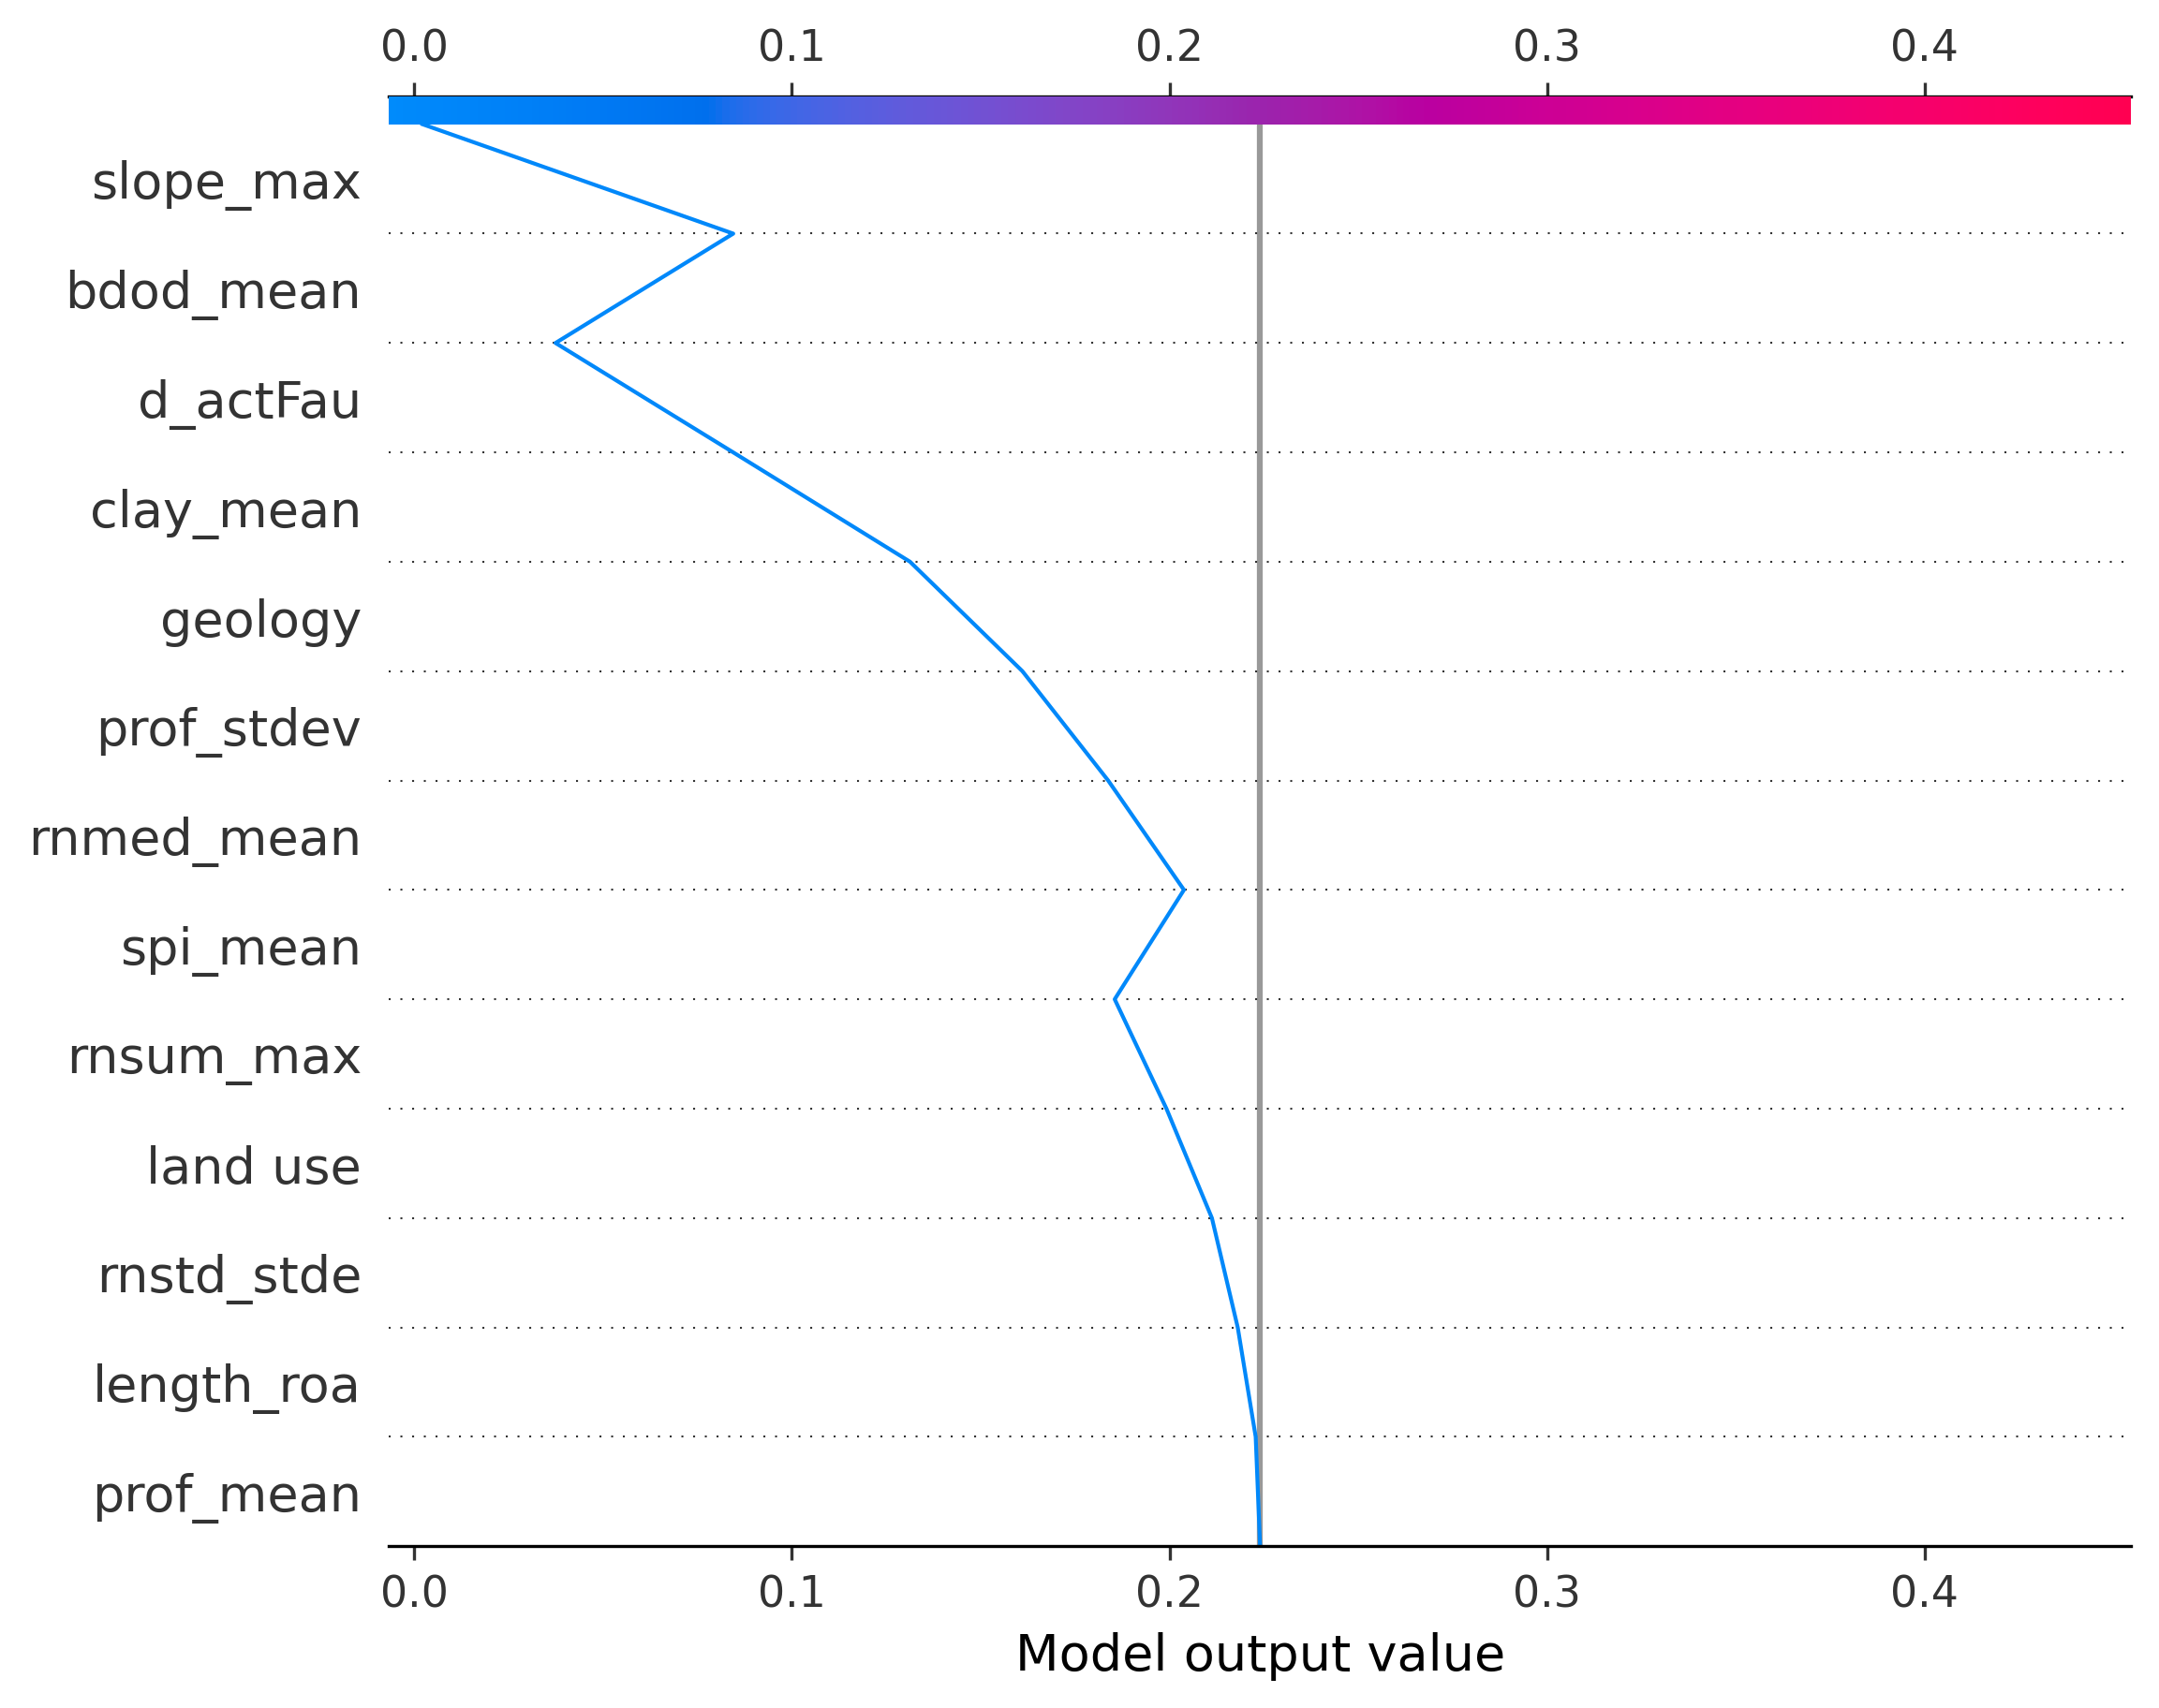 0.0 0.1 0.2 0.3 0.4
slope_max
bdod_mean
d_actFau
clay_mean
geology
prof_stdev
rnmed_mean
spi_mean
rnsum_max
land use
rnstd_stde
length_roa
prof_mean
0.0 0.1 0.2 0.3 0.4
Model output value